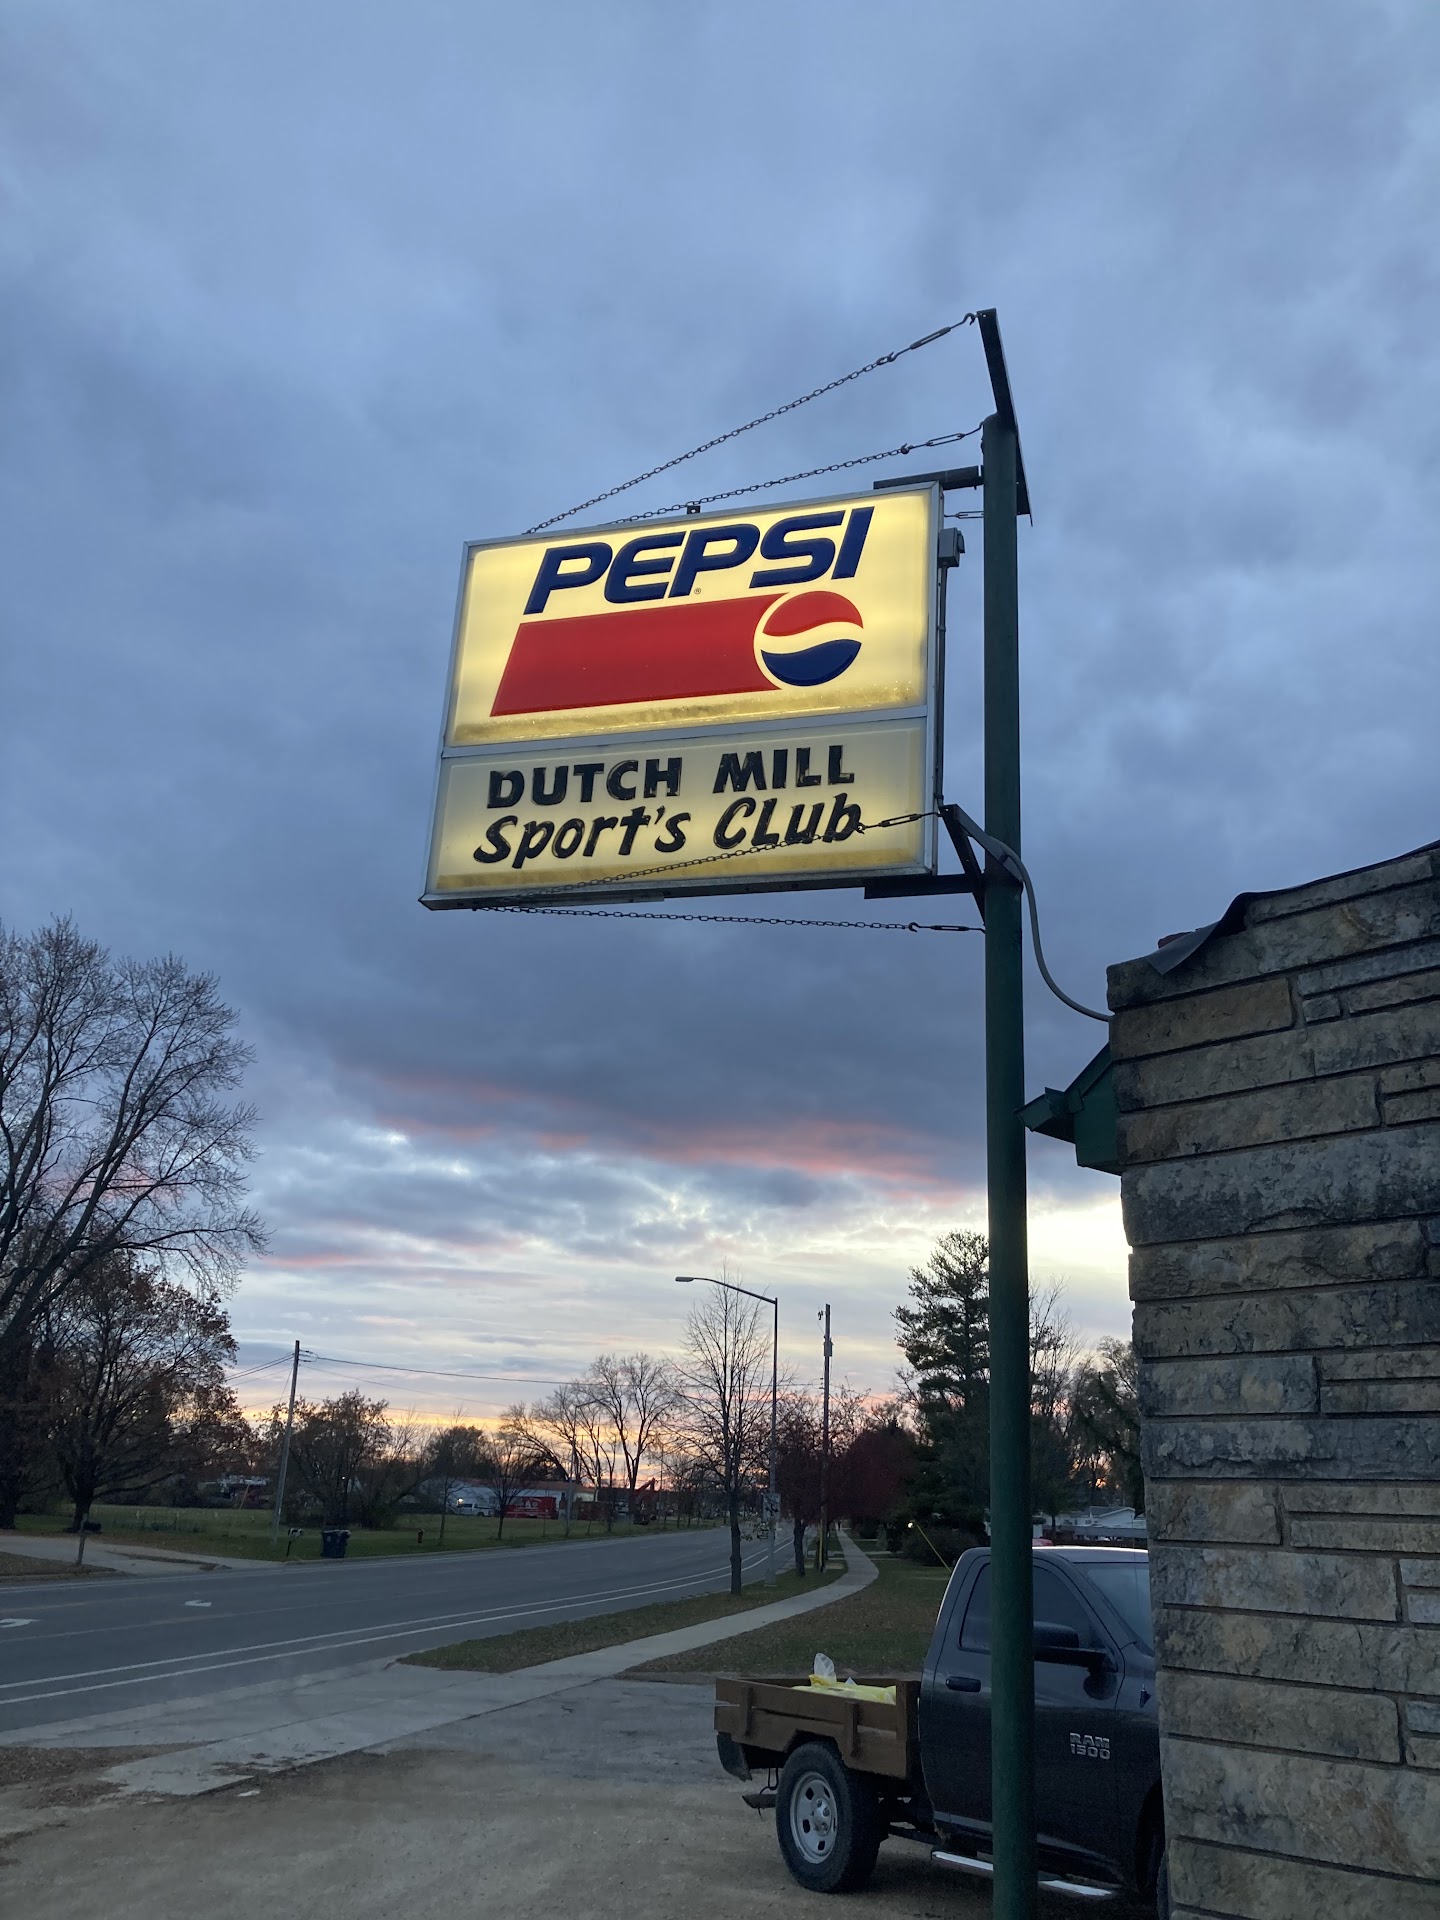 PEPSI
®
DUTCH MILL
Sport's CLub
RAM
1500